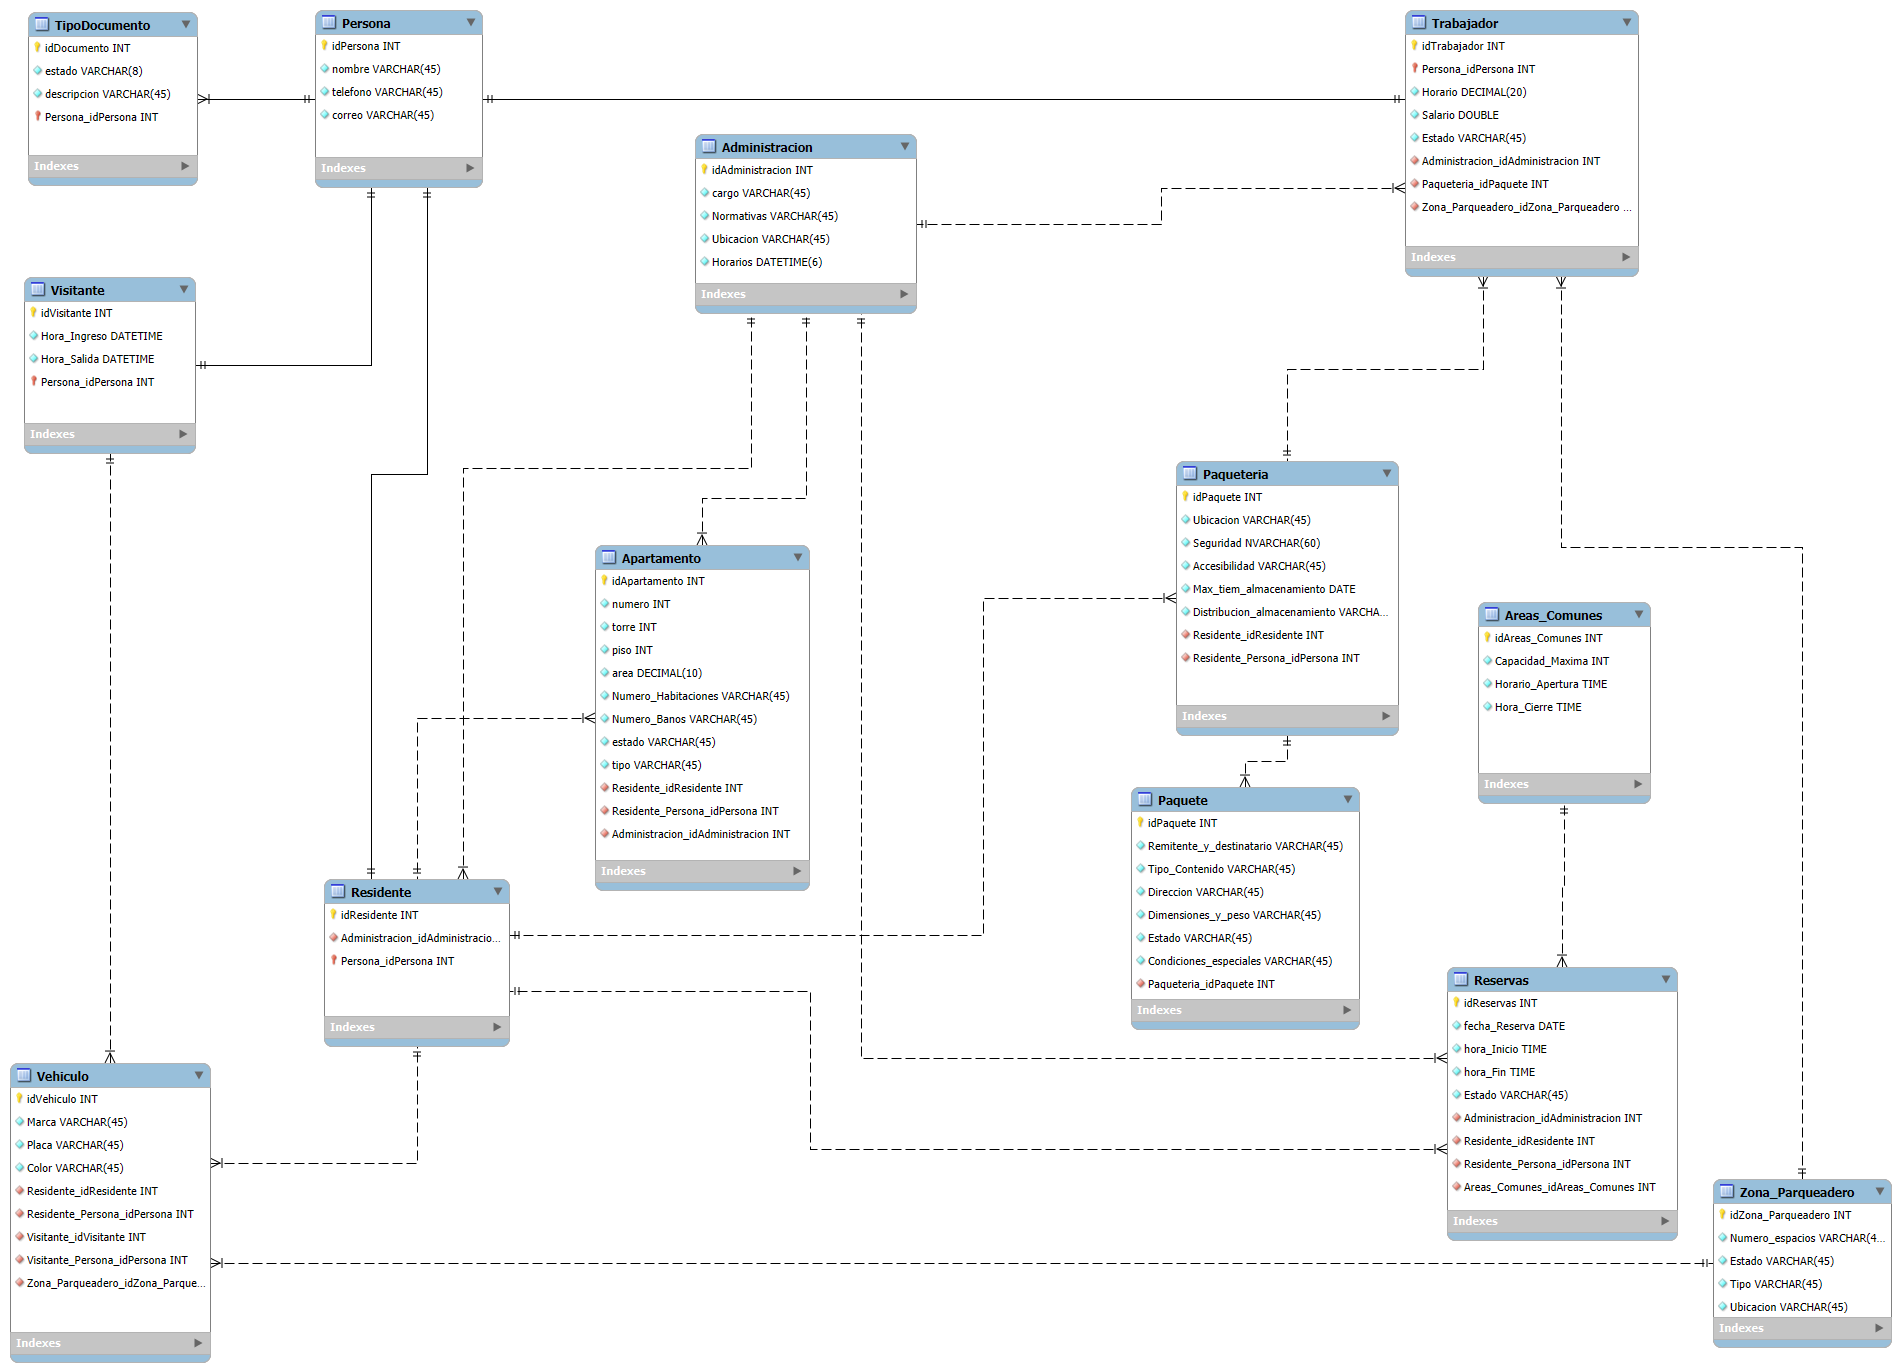 TipoDocumento
idDocumento INT
estado VARCHAR(8)
descripcion VARCHAR(45)
Persona_idPersona INT
Indexes
Persona
idPersona INT
nombre VARCHAR(45)
telefono VARCHAR(45)
correo VARCHAR(45)
Indexes
Trabajador
idTrabajador INT
Persona_idPersona INT
Horario DECIMAL(20)
Salario DOUBLE
Estado VARCHAR(45)
Administracion_idAdministracion INT
Paqueteria_idPaquete INT
Zona_Parqueadero_idZona_Parqueadero ...
Indexes
Administracion
idAdministracion INT
cargo VARCHAR(45)
Normativas VARCHAR(45)
Ubicacion VARCHAR(45)
Horarios DATETIME(6)
Indexes
Visitante
idVisitante INT
Hora_Ingreso DATETIME
Hora_Salida DATETIME
Persona_idPersona INT
Indexes
Paqueteria
idPaquete INT
Ubicacion VARCHAR(45)
Seguridad NVARCHAR(60)
Accesibilidad VARCHAR(45)
Max_tiem_almacenamiento DATE
Distribucion_almacenamiento VARCHA...
Residente_idResidente INT
Residente_Persona_idPersona INT
Indexes
Apartamento
idApartamento INT
numero INT
torre INT
piso INT
area DECIMAL(10)
Numero_Habitaciones VARCHAR(45)
Numero_Banos VARCHAR(45)
estado VARCHAR(45)
tipo VARCHAR(45)
Residente_idResidente INT
Residente_Persona_idPersona INT
Administracion_idAdministracion INT
Indexes
Areas_Comunes
idAreas_Comunes INT
Capacidad_Maxima INT
Horario_Apertura TIME
Hora_Cierre TIME
Indexes
Paquete
idPaquete INT
Remitente_y_destinatario VARCHAR(45)
Tipo_Contenido VARCHAR(45)
Direccion VARCHAR(45)
Dimensiones_y_peso VARCHAR(45)
Estado VARCHAR(45)
Condiciones_especiales VARCHAR(45)
Paqueteria_idPaquete INT
Indexes
Residente
idResidente INT
Administracion_idAdministracio...
Persona_idPersona INT
Indexes
Reservas
idReservas INT
fecha_Reserva DATE
hora_Inicio TIME
hora_Fin TIME
Estado VARCHAR(45)
Administracion_idAdministracion INT
Residente_idResidente INT
Residente_Persona_idPersona INT
Areas_Comunes_idAreas_Comunes INT
Indexes
Vehiculo
idVehiculo INT
Marca VARCHAR(45)
Placa VARCHAR(45)
Color VARCHAR(45)
Residente_idResidente INT
Residente_Persona_idPersona INT
Visitante_idVisitante INT
Visitante_Persona_idPersona INT
Zona_Parqueadero_idZona_Parque...
Indexes
Zona_Parqueadero
idZona_Parqueadero INT
Numero_espacios VARCHAR(4...
Estado VARCHAR(45)
Tipo VARCHAR(45)
Ubicacion VARCHAR(45)
Indexes